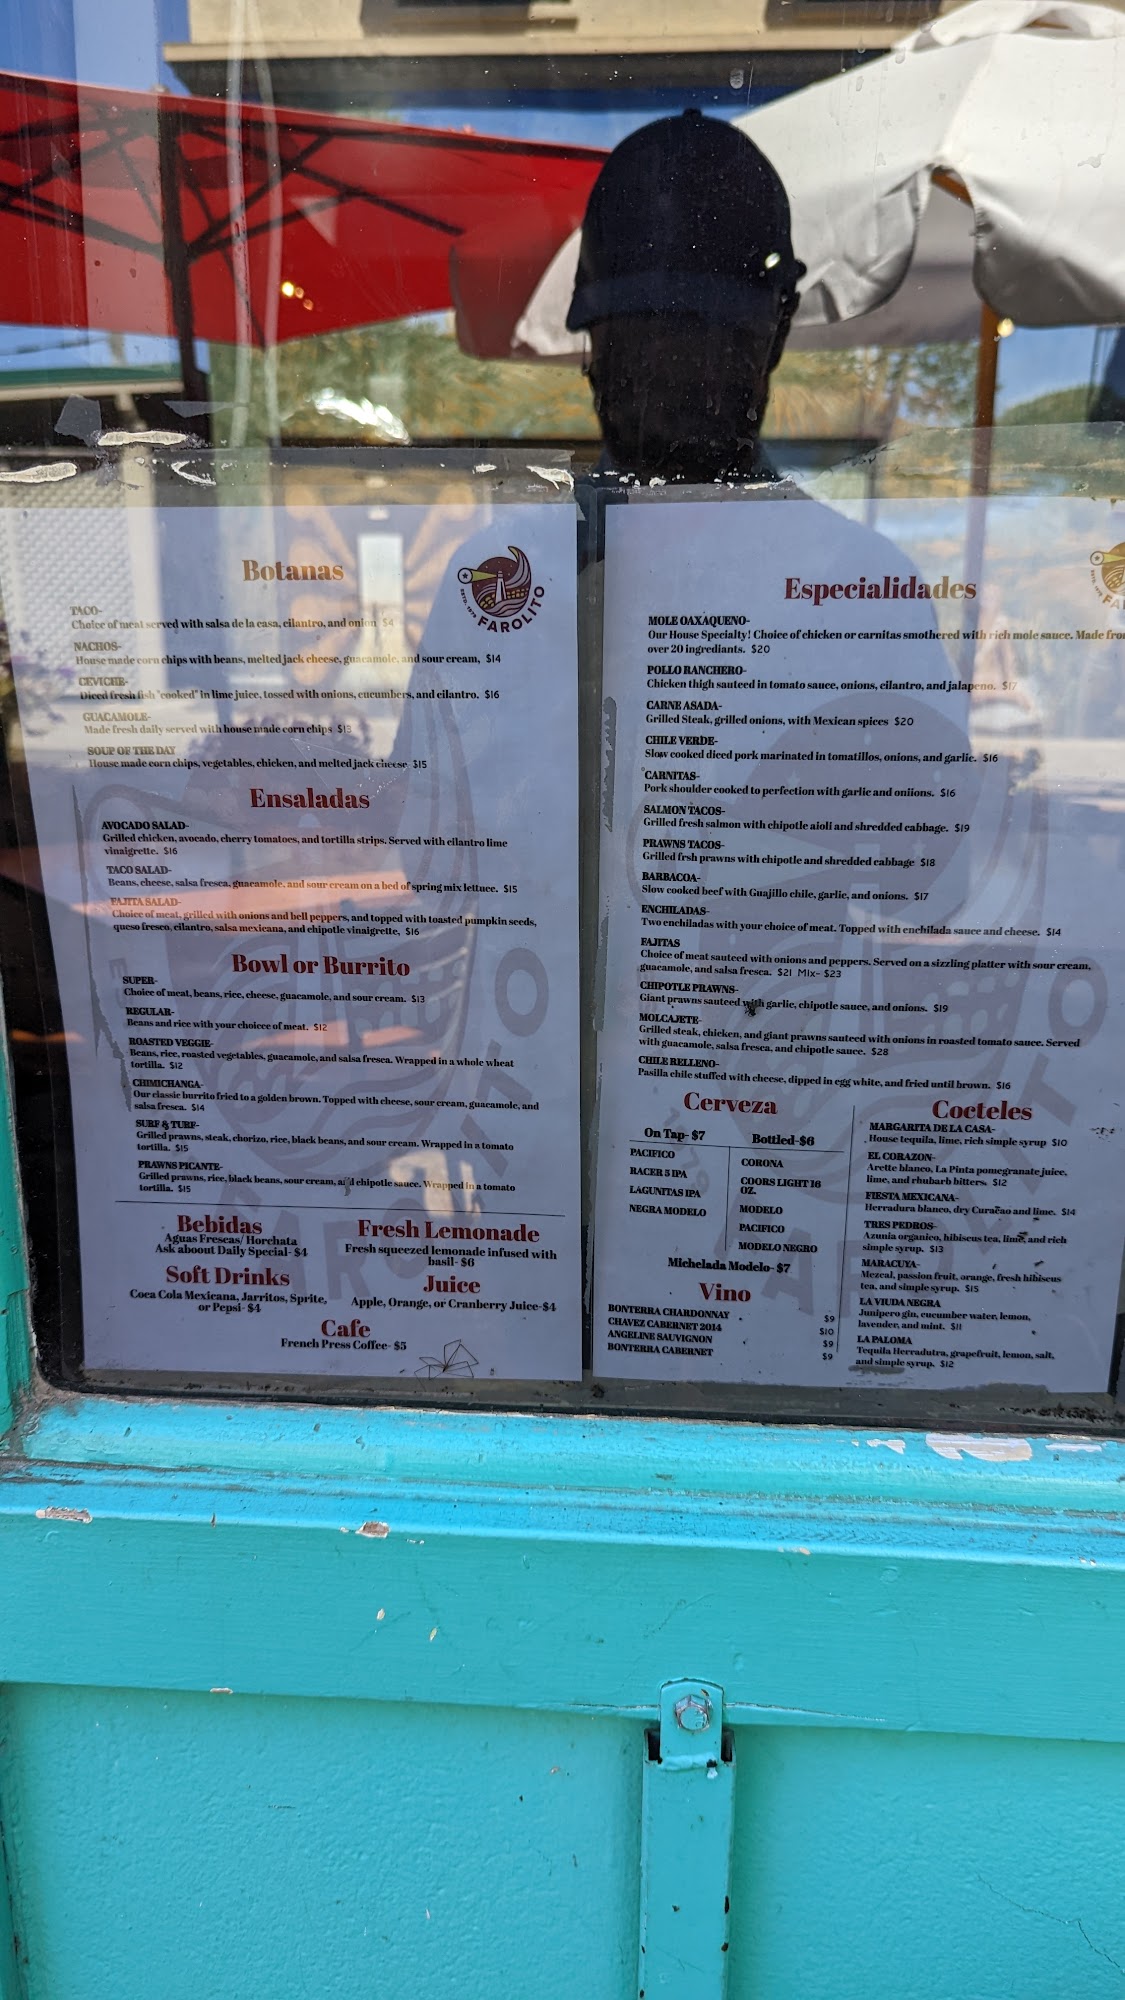 Botanas
ESTD. 1979
FAROLITO
TACO-
Choice of meat served with salsa de la casa, cilantro, and onion $4
NACHOS-
House made corn chips with beans, melted jack cheese, guacamole, and sour cream, $14
CEVICHE-
Diced fresh fish "cooked" in lime juice, tossed with onions, cucumbers, and cilantro. $16
GUACAMOLE-
Made fresh daily served with house made corn chips $13
SOUP OF THE DAY
House made corn chips, vegetables, chicken, and melted jack cheese $15
Ensaladas
AVOCADO SALAD-
Grilled chicken, avocado, cherry tomatoes, and tortilla strips. Served with cilantro lime
vinaigrette. $16
TACO SALAD-
Beans, cheese, salsa fresca, guacamole, and sour cream on a bed of spring mix lettuce. $15
FAJITA SALAD-
Choice of meat, grilled with onions and bell peppers, and topped with toasted pumpkin seeds,
queso fresco, cilantro, salsa mexicana, and chipotle vinaigrette, $16
Bowl or Burrito
SUPER-
Choice of meat, beans, rice, cheese, guacamole, and sour cream. $13
REGULAR-
Beans and rice with your choicce of meat. $12
ROASTED VEGGIE-
Beans, rice, roasted vegetables, guacamole, and salsa fresca. Wrapped in a whole wheat
tortilla. $12
CHIMICHANGA-
Our classic burrito fried to a golden brown. Topped with cheese, sour cream, guacamole, and
salsa fresca. $14
SURF & TURF-
Grilled prawns, steak, chorizo, rice, black beans, and sour cream. Wrapped in a tomato
tortilla. $15
PRAWNS PICANTE-
Grilled prawns, rice, black beans, sour cream, and chipotle sauce. Wrapped in a tomato
tortilla. $15
Bebidas
Aguas Frescas/ Horchata
Ask aboout Daily Special- $4
Soft Drinks
Coca Cola Mexicana, Jarritos, Sprite,
or Pepsi- $4
Fresh Lemonade
Fresh squeezed lemonade infused with
basil- $6
Juice
Apple, Orange, or Cranberry Juice-$4
Cafe
French Press Coffee- $5
Especialidades
MOLE OAXAQUENO-
Our House Specialty! Choice of chicken or carnitas smothered with rich mole sauce. Made fro
over 20 ingrediants. $20
POLLO RANCHERO-
Chicken thigh sauteed in tomato sauce, onions, cilantro, and jalapeno. $17
CARNE ASADA-
Grilled Steak, grilled onions, with Mexican spices $20
CHILE VERDE-
Slow cooked diced pork marinated in tomatillos, onions, and garlic. $16
CARNITAS-
Pork shoulder cooked to perfection with garlic and oniions. $16
SALMON TACOS-
Grilled fresh salmon with chipotle aioli and shredded cabbage. $19
PRAWNS TACOS-
Grilled frsh prawns with chipotle and shredded cabbage $18
BARBACOA-
Slow cooked beef with Guajillo chile, garlic, and onions. $17
ENCHILADAS-
Two enchiladas with your choice of meat. Topped with enchilada sauce and cheese. $14
FAJITAS
Choice of meat sauteed with onions and peppers. Served on a sizzling platter with sour cream,
guacamole, and salsa fresca. $21 Mix- $23
CHIPOTLE PRAWNS-
Giant prawns sauteed with garlic, chipotle sauce, and onions. $19
MOLCAJETE-
Grilled steak, chicken, and giant prawns sauteed with onions in roasted tomato sauce. Served
with guacamole, salsa fresca, and chipotle sauce. $28
CHILE RELLENO-
Pasilla chile stuffed with cheese, dipped in egg white, and fried until brown. $16
Cerveza
On Tap- $7
PACIFICO
RACER 5 IPA
LAGUNITAS IPA
NEGRA MODELO
Bottled-$6
CORONA
COORS LIGHT 16
OZ.
MODELO
PACIFICO
MODELO NEGRO
Michelada Modelo- $7
Vino
BONTERRA CHARDONNAY $9
CHAVEZ CABERNET 2014 $10
ANGELINE SAUVIGNON $9
BONTERRA CABERNET $9
Cocteles
MARGARITA DE LA CASA-
House tequila, lime, rich simple syrup $10
EL CORAZON-
Arette blanco, La Pinta pomegranate juice,
lime, and rhubarb bitters. $12
FIESTA MEXICANA-
Herradura blanco, dry Curacao and lime. $14
TRES PEDROS-
Azunia organico, hibiscus tea, lime, and rich
simple syrup. $13
MARACUYA-
Mezcal, passion fruit, orange, fresh hibiscus
tea, and simple syrup. $15
LA VIUDA NEGRA
Junipero gin, cucumber water, lemon,
lavender, and mint. $11
LA PALOMA
Tequila Herradutra, grapefruit, lemon, salt,
and simple syrup. $12